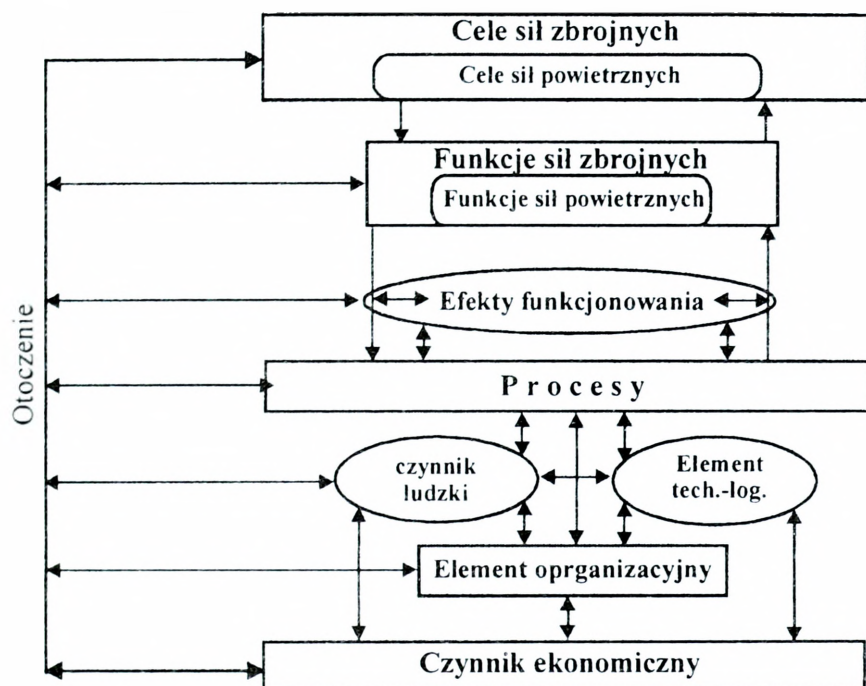 Cele sił zbrojnych
Cele sił powietrznych
Funkcje sił zbrojnych
Funkcje sił powietrznych
Efekty funkcjonowania
Otoczenie
Procesy
czynnik
ludzki
Element
tech.-log.
Element oprganizacyjny
Czynnik ekonomiczny